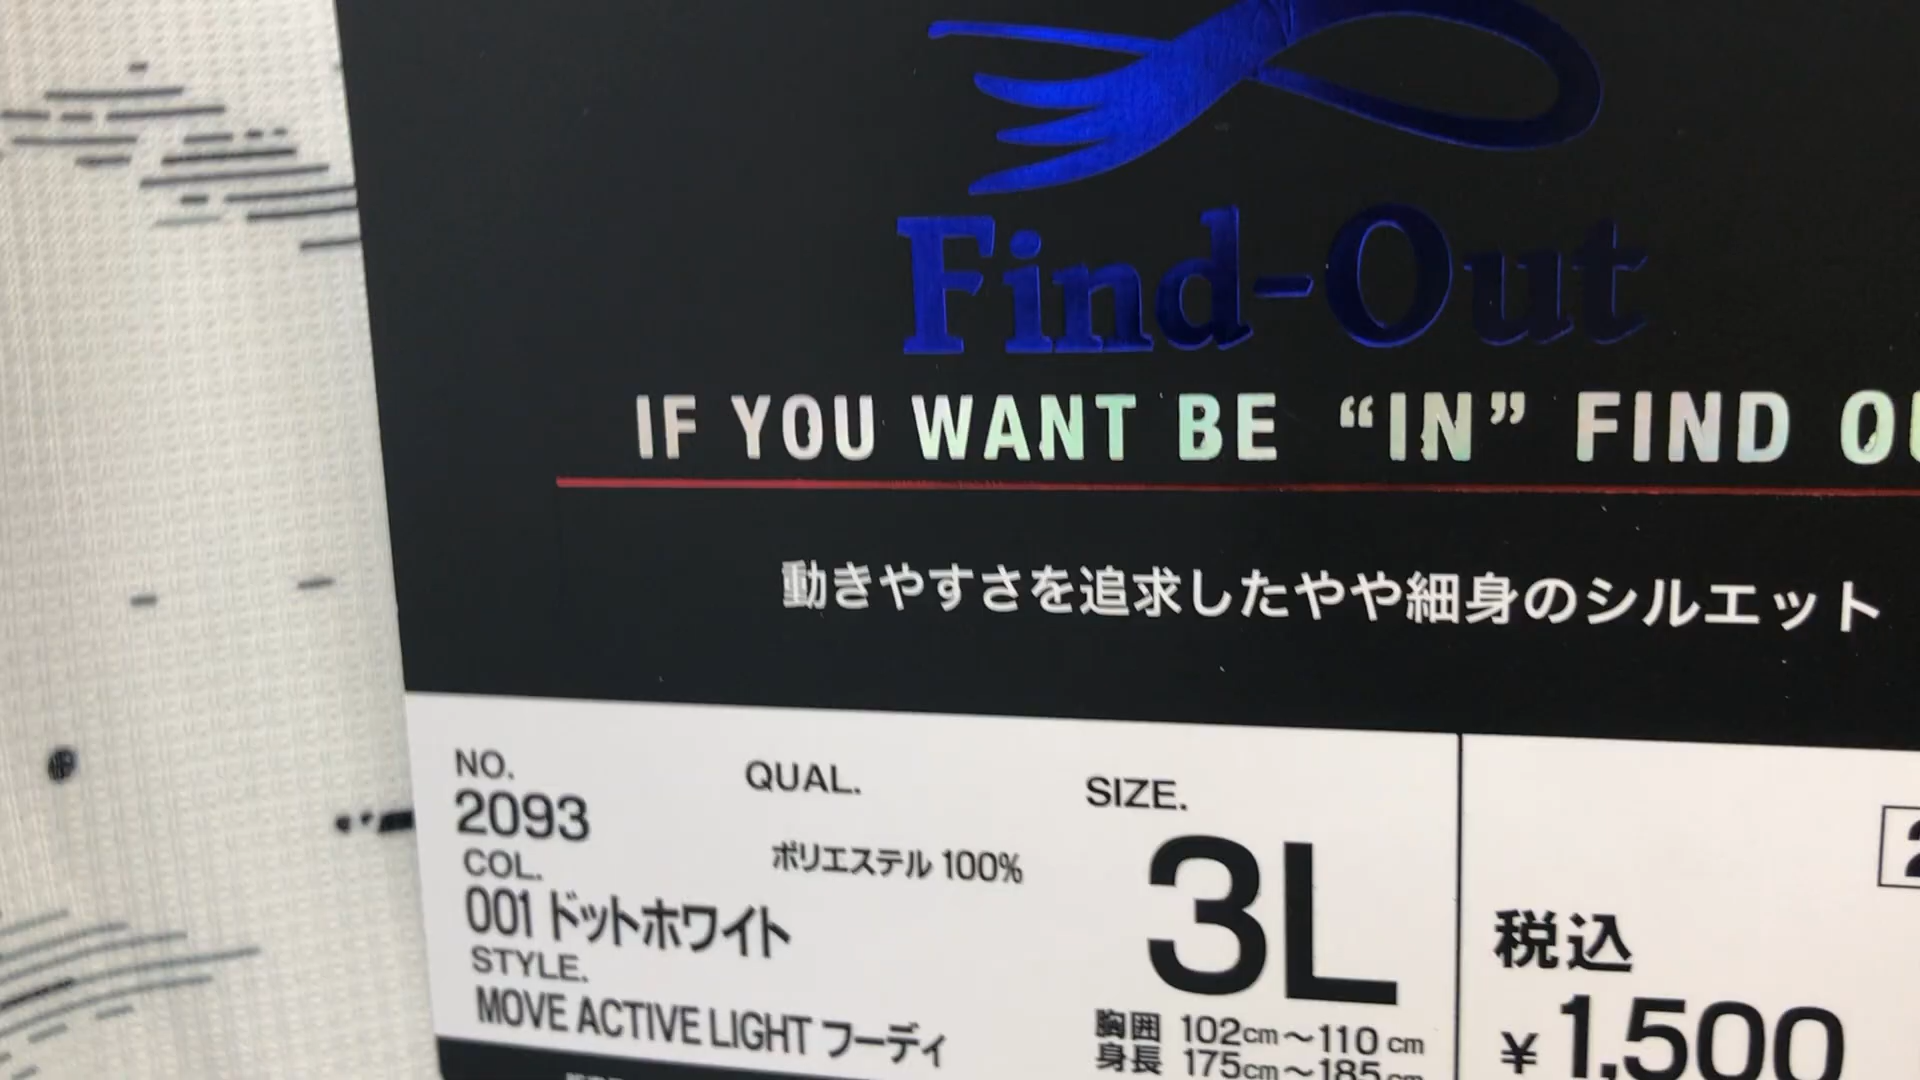 Find-Out
IF YOU WANT BE “IN” FIND
動きやすさを追求したやや細身のシルエット
NO.
2093
COL.
001 ドットホワイト
STYLE.
MOVE ACTIVE LIGHT フーディ
QUAL.
ポリエステル 100%
SIZE.
3L
胸囲 102cm～110cm
身長 175cm～185cm
税込
¥1,500